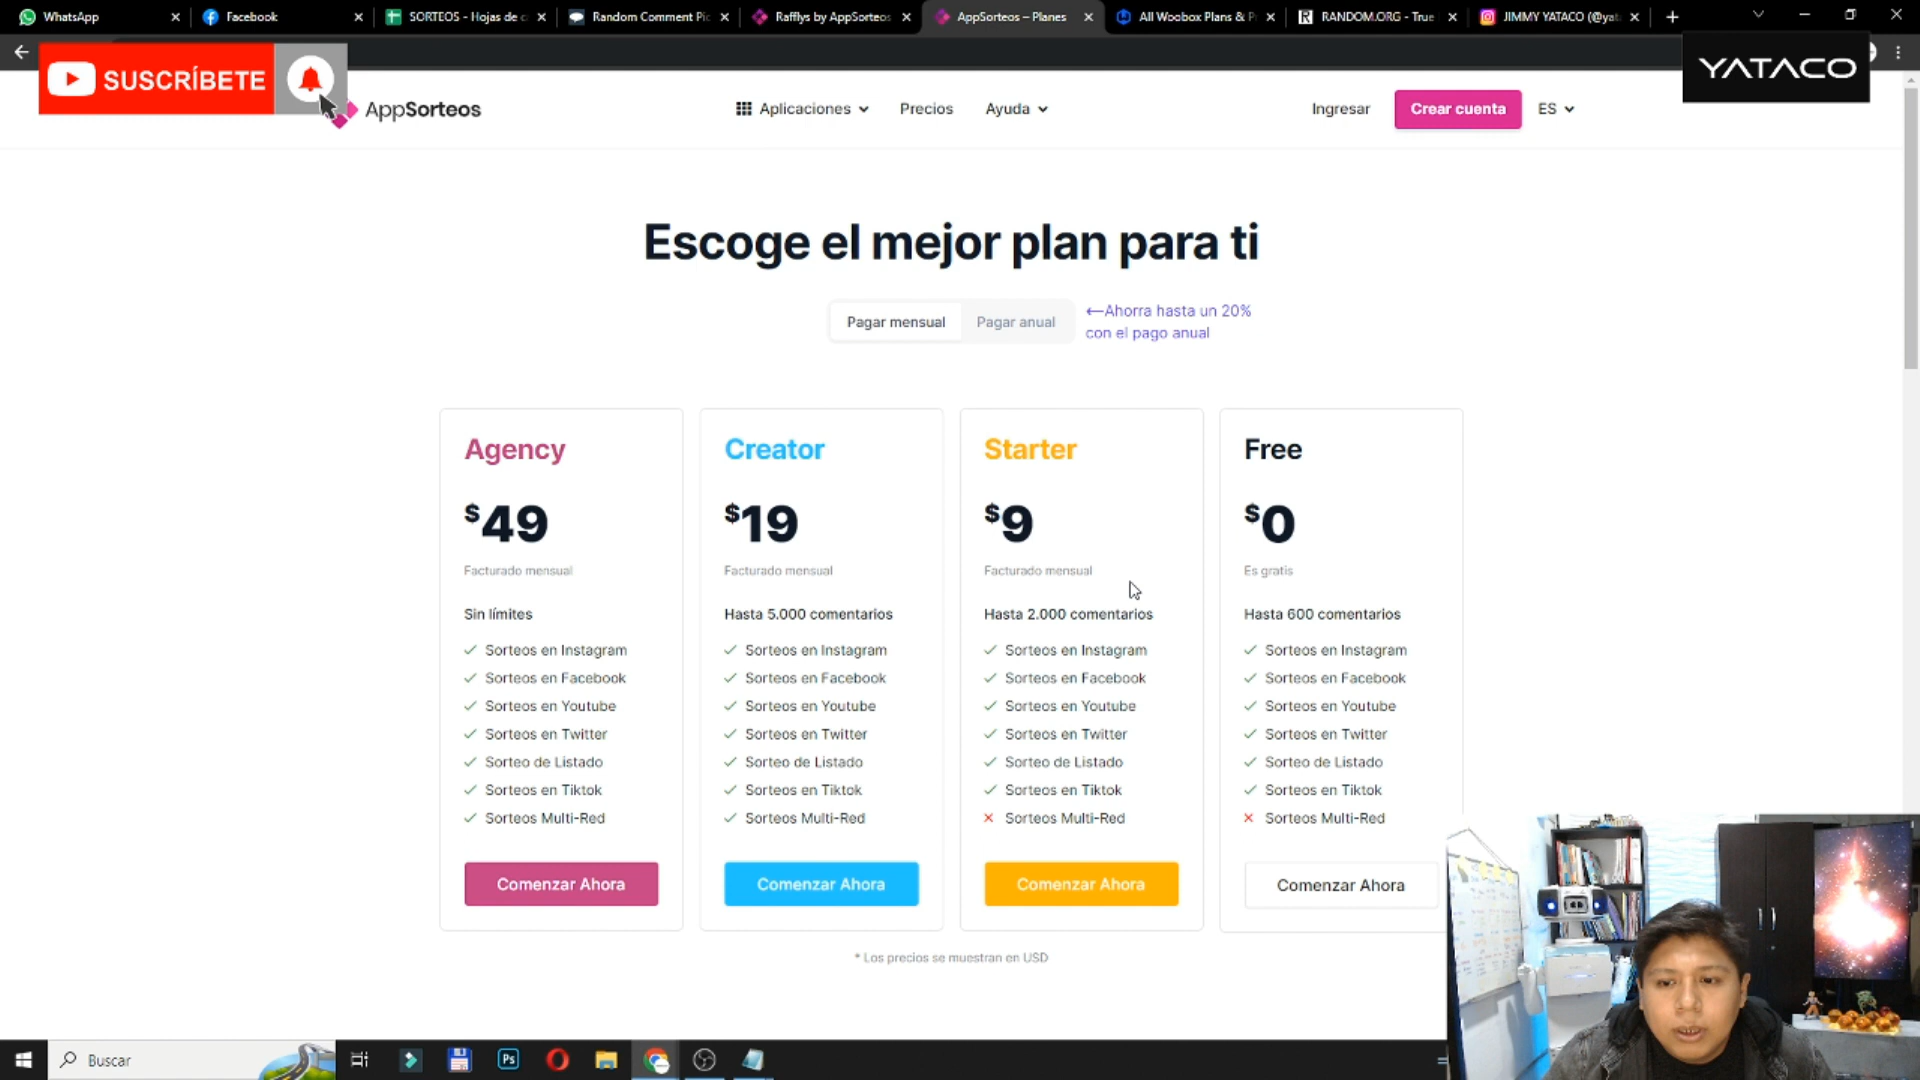 WhatsApp
Facebook
SORTEOS - Hojas de c
Random Comment Pic
Rafflys by AppSorteos
AppSorteos – Planes
All Woobox Plans & P
RANDOM.ORG - True
JIMMY YATACO (@yat
SUSCRÍBETE
YATACO
AppSorteos
Aplicaciones
Precios
Ayuda
Ingresar
Crear cuenta
ES
Escoge el mejor plan para ti
Pagar mensual
Pagar anual
←Ahorra hasta un 20%
con el pago anual
Agency
$49
Facturado mensual
Sin límites
Sorteos en Instagram
Sorteos en Facebook
Sorteos en Youtube
Sorteos en Twitter
Sorteo de Listado
Sorteos en Tiktok
Sorteos Multi-Red
Comenzar Ahora
Creator
$19
Facturado mensual
Hasta 5.000 comentarios
Sorteos en Instagram
Sorteos en Facebook
Sorteos en Youtube
Sorteos en Twitter
Sorteo de Listado
Sorteos en Tiktok
Sorteos Multi-Red
Comenzar Ahora
Starter
$9
Facturado mensual
Hasta 2.000 comentarios
Sorteos en Instagram
Sorteos en Facebook
Sorteos en Youtube
Sorteos en Twitter
Sorteo de Listado
Sorteos en Tiktok
Sorteos Multi-Red
Comenzar Ahora
Free
$0
Es gratis
Hasta 600 comentarios
Sorteos en Instagram
Sorteos en Facebook
Sorteos en Youtube
Sorteos en Twitter
Sorteo de Listado
Sorteos en Tiktok
Sorteos Multi-Red
Comenzar Ahora
* Los precios se muestran en USD
Buscar
Ps